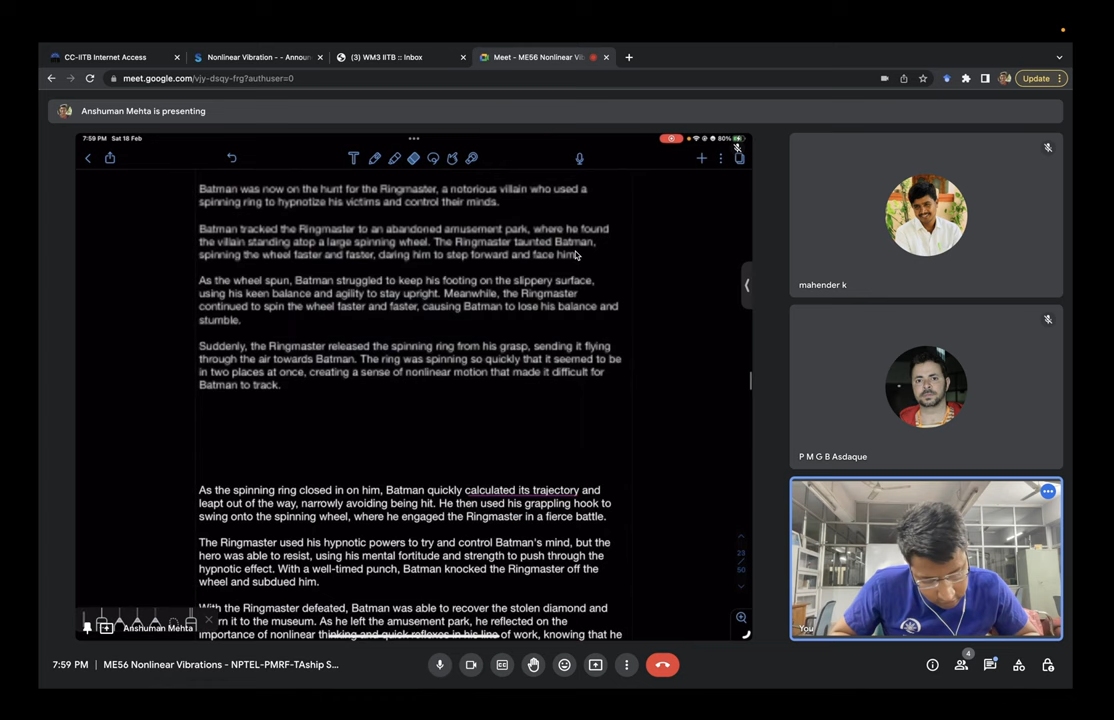 CC-IITB Internet Access
Nonlinear Vibration - - Announ
(3) WM3 IITB :: Inbox
Meet - ME56 Nonlinear Vib
meet.google.com/vjy-dsqy-frg?authuser=0
Update
Anshuman Mehta is presenting
7:59 PM Sat 18 Feb
80%
Batman was now on the hunt for the Ringmaster, a notorious villain who used a
spinning ring to hypnotize his victims and control their minds.
Batman tracked the Ringmaster to an abandoned amusement park, where he found
the villain standing atop a large spinning wheel. The Ringmaster taunted Batman,
spinning the wheel faster and faster, daring him to step forward and face him.
As the wheel spun, Batman struggled to keep his footing on the slippery surface,
using his keen balance and agility to stay upright. Meanwhile, the Ringmaster
continued to spin the wheel faster and faster, causing Batman to lose his balance and
stumble.
Suddenly, the Ringmaster released the spinning ring from his grasp, sending it flying
through the air towards Batman. The ring was spinning so quickly that it seemed to be
in two places at once, creating a sense of nonlinear motion that made it difficult for
Batman to track.
As the spinning ring closed in on him, Batman quickly calculated its trajectory and
leapt out of the way, narrowly avoiding being hit. He then used his grappling hook to
swing onto the spinning wheel, where he engaged the Ringmaster in a fierce battle.
The Ringmaster used his hypnotic powers to try and control Batman's mind, but the
hero was able to resist, using his mental fortitude and strength to push through the
hypnotic effect. With a well-timed punch, Batman knocked the Ringmaster off the
wheel and subdued him.
With the Ringmaster defeated, Batman was able to recover the stolen diamond and
rn it to the museum. As he left the amusement park, he reflected on the
importance of nonlinear thinking and quick reflexes in his line of work, knowing that he
23
/
50
Anshuman Mehta
mahender k
P M G B Asdaque
You
7:59 PM | ME56 Nonlinear Vibrations - NPTEL-PMRF-TAship S...
4